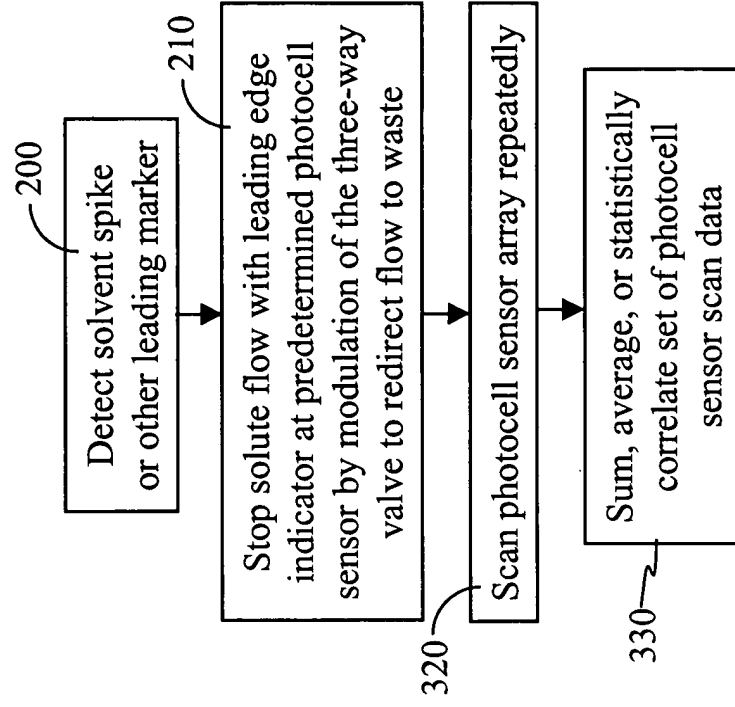 200
Detect solvent spike
or other leading marker
210
Stop solute flow with leading edge
indicator at predetermined photocell
sensor by modulation of the three-way
valve to redirect flow to waste
320
Scan photocell sensor array repeatedly
330
Sum, average, or statistically
correlate set of photocell
sensor scan data